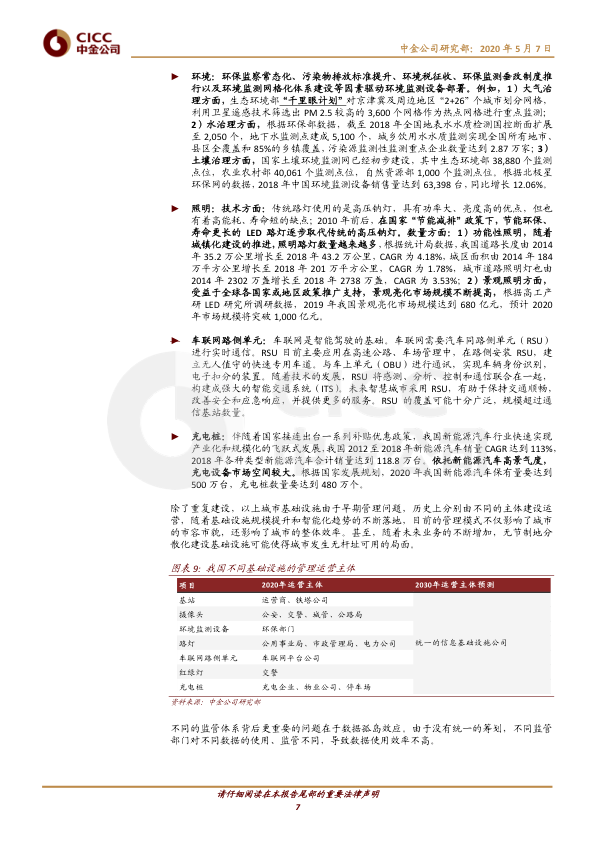 CICC
中金公司
中金公司研究部：2020 年 5 月 7 日
► 环境：环保监察常态化、污染物排放标准提升、环境税征收、环保监测垂改制度推
行以及环境监测网格化体系建设等因素驱动环境监测设备部署。例如，1）大气治
理方面，生态环境部“千里眼计划”对京津冀及周边地区“2+26”个城市划分网格，
利用卫星遥感技术筛选出 PM 2.5 较高的 3,600 个网格作为热点网格进行重点监测；
2）水治理方面，根据环保部数据，截至 2018 年全国地表水水质检测国控断面扩展
至 2,050 个，地下水监测点建成 5,100 个，城乡饮用水水质监测实现全国所有地市、
县区全覆盖和 85%的乡镇覆盖，污染源监测性监测重点企业数量达到 2.87 万家；3）
土壤治理方面，国家土壤环境监测网已经初步建设，其中生态环境部 38,880 个监测
点位，农业农村部 40,061 个监测点位，自然资源部 1,000 个监测点位。根据北极星
环保网的数据，2018 年中国环境监测设备销售量达到 63,398 台，同比增长 12.06%。
► 照明：技术方面：传统路灯使用的是高压钠灯，具有功率大、亮度高的优点，但也
有着高能耗、寿命短的缺点；2010 年前后，在国家“节能减排”政策下，节能环保、
寿命更长的 LED 路灯逐步取代传统的高压钠灯。数量方面：1）功能性照明，随着
城镇化建设的推进，照明路灯数量越来越多，根据统计局数据，我国道路长度由 2014
年 35.2 万公里增长至 2018 年 43.2 万公里，CAGR 为 4.18%，城区面积由 2014 年 184
万平方公里增长至 2018 年 201 万平方公里，CAGR 为 1.78%，城市道路照明灯也由
2014 年 2302 万盏增长至 2018 年 2738 万盏，CAGR 为 3.53%；2）景观照明方面，
受益于全球各国家或地区政策推广支持，景观亮化市场规模不断提高，根据高工产
研 LED 研究所调研数据，2019 年我国景观亮化市场规模达到 680 亿元，预计 2020
年市场规模将突破 1,000 亿元。
► 车联网路侧单元：车联网是智能驾驶的基础。车联网需要汽车同路侧单元（RSU）
进行实时通信。RSU 目前主要应用在高速公路，车场管理中，在路侧安装 RSU，建
立无人值守的快速专用车道。与车上单元（OBU）进行通讯，实现车辆身份识别，
电子扣分的装置。随着技术的发展，RSU 将感测、分析、控制和通信联合在一起，
构建成强大的智能交通系统（ITS）。未来智慧城市采用 RSU，有助于保持交通顺畅，
改善安全和应急响应，并提供更多的服务。RSU 的覆盖可能十分广泛，规模超过通
信基站数量。
► 充电桩：伴随着国家接连出台一系列补贴优惠政策，我国新能源汽车行业快速实现
产业化和规模化的飞跃式发展，我国 2012 至 2018 年新能源汽车销量 CAGR 达到 113%，
2018 年各种类型新能源汽车合计销量达到 118.8 万台。依托新能源汽车高景气度，
充电设备市场空间较大。根据国家发展规划，2020 年我国新能源汽车保有量要达到
500 万台，充电桩数量要达到 480 万个。
除了重复建设，以上城市基础设施由于早期管理问题，历史上分别由不同的主体建设运
营，随着基础设施规模提升和智能化趋势的不断落地，目前的管理模式不仅影响了城市
的市容市貌，还影响了城市的整体效率。甚至，随着未来业务的不断增加，无节制地分
散化建设基础设施可能使得城市发生无杆址可用的局面。
图表 9：我国不同基础设施的管理运营主体
项目 2020年运营主体 2030年运营主体预测
基站 运营商，铁塔公司
摄像头 公安、交警、城管、公路局
环境监测设备 环保部门
路灯 公用事业局、市政管理局、电力公司 统一的信息基础设施公司
车联网路侧单元 车联网平台公司
红绿灯 交警
充电桩 充电企业、物业公司、停车场
资料来源：中金公司研究部
不同的监管体系背后更重要的问题在于数据孤岛效应。由于没有统一的筹划，不同监管
部门对不同数据的使用、监管不同，导致数据使用效率不高。
请仔细阅读在本报告尾部的重要法律声明
7